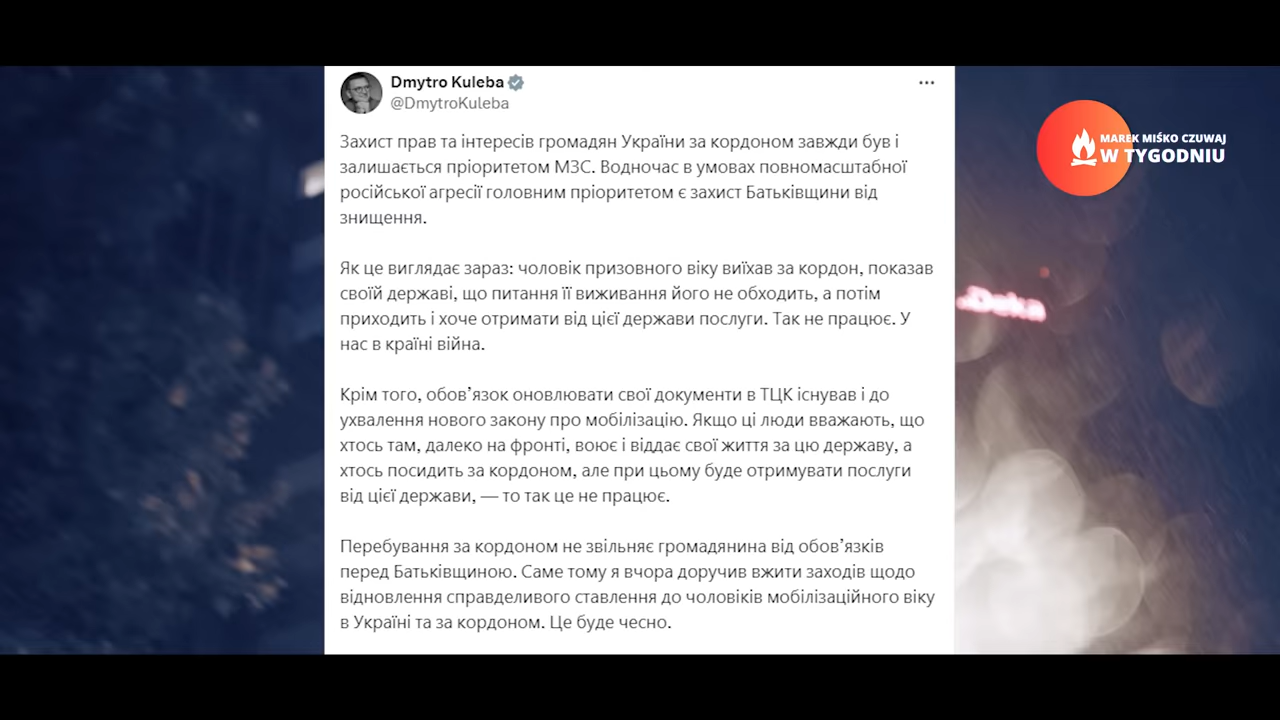 Dmytro Kuleba
@DmytroKuleba
Захист прав та інтересів громадян України за кордоном завжди був і
залишається пріоритетом МЗС. Водночас в умовах повномасштабної
російської агресії головним пріоритетом є захист Батьківщини від
знищення.
Як це виглядає зараз: чоловік призовного віку виїхав за кордон, показав
своїй державі, що питання її виживання його не обходить, а потім
приходить і хоче отримати від цієї держави послуги. Так не працює. У
нас в країні війна.
Крім того, обов’язок оновлювати свої документи в ТЦК існував і до
ухвалення нового закону про мобілізацію. Якщо ці люди вважають, що
хтось там, далеко на фронті, воює і віддає свої життя за цю державу, а
хтось посидить за кордоном, але при цьому буде отримувати послуги
від цієї держави, — то так це не працює.
Перебування за кордоном не звільняє громадянина від обов’язків
перед Батьківщиною. Саме тому я вчора доручив вжити заходів щодо
відновлення справделивого ставлення до чоловіків мобілізаційного віку
в Україні та за кордоном. Це буде чесно.
MAREK MIŚKO CZUWAJ
W TYGODNIU
.Deka